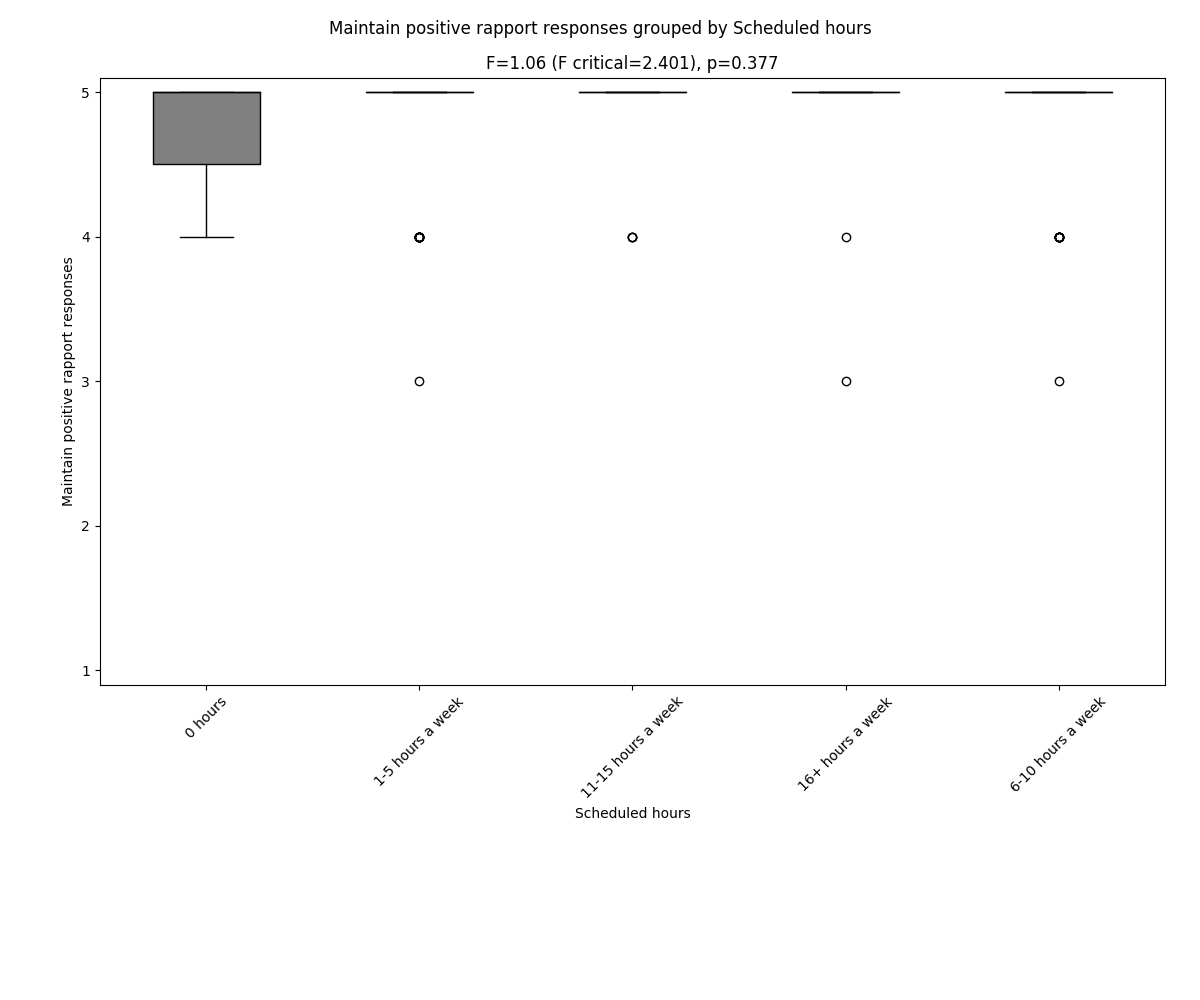 Maintain positive rapport responses grouped by Scheduled hours
F=1.06 (F critical=2.401), p=0.377
Maintain positive rapport responses
5
4
3
2
1
0 hours
1-5 hours a week
11-15 hours a week
16+ hours a week
6-10 hours a week
Scheduled hours